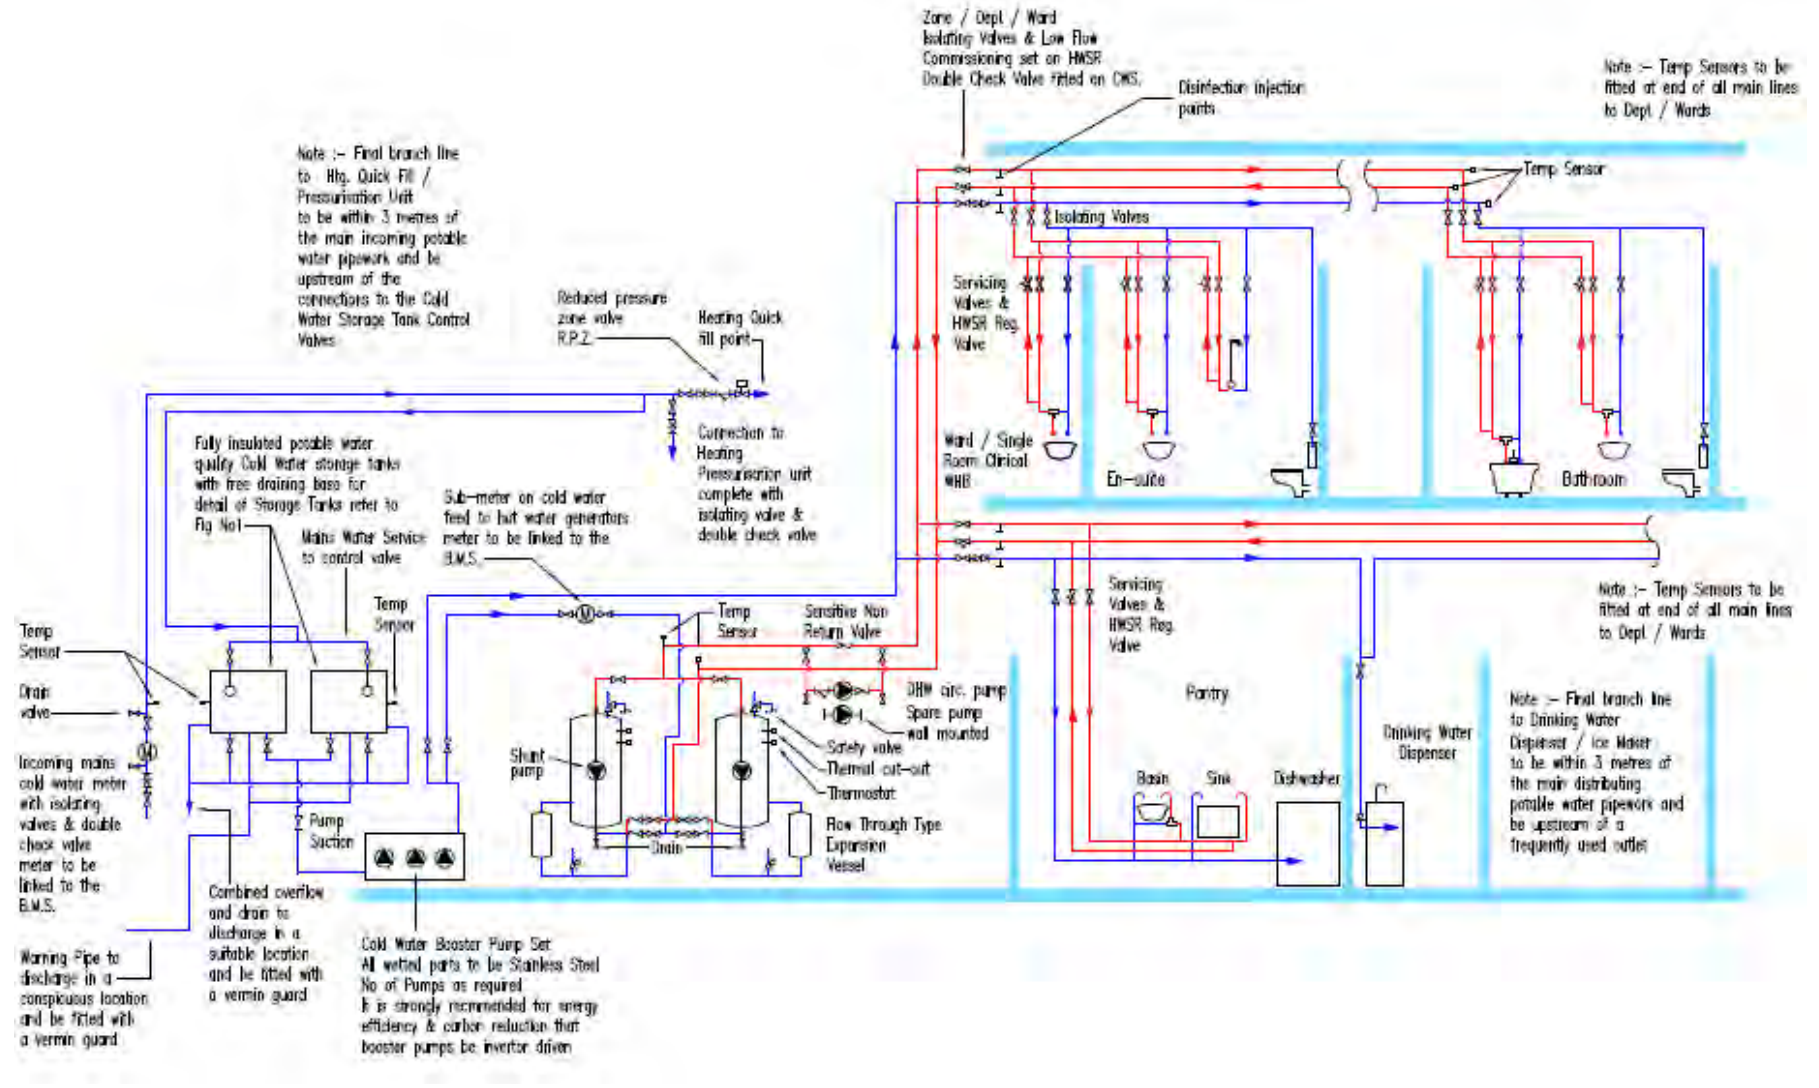 Zone / Dept / Ward
Isolating Valves & Low Flow
Commissioning set on HWSR
Double Check Valve fitted on CWS.
Disinfection injection
points
Note :- Temp Sensors to be
fitted at end of all main lines
to Dept / Wards
Note :- Final branch line
to Htg. Quick Fill /
Pressurisation Unit
to be within 3 metres of
the main incoming potable
water pipework and be
upstream of the
connections to the Cold
Water Storage Tank Control
Valves
Temp Sensor
Isolating Valves
Reduced pressure
zone valve
R.P.Z.
Heating Quick
fill point
Servicing
Valves &
HWSR Reg.
Valve
Fully insulated potable water
quality Cold Water storage tanks
with free draining base for
detail of Storage Tanks refer to
Fig No1
Connection to
Heating
Pressurisation unit
complete with
isolating valve &
double check valve
Ward / Single
Room Clinical
WHB
En-suite
Bathroom
Sub-meter on cold water
feed to hot water generators
meter to be linked to the
B.M.S.
Mains Water Service
to control valve
Temp
Sensor
Temp
Sensor
Temp
Sensor
Sensitive Non
Return Valve
Servicing
Valves &
HWSR Reg.
Valve
Note :- Temp Sensors to be
fitted at end of all main lines
to Dept / Wards
Drain
valve
M
M
DHW circ. pump
Spare pump
wall mounted
Pantry
Note :- Final branch line
to Drinking Water
Dispenser / Ice Maker
to be within 3 metres of
the main distributing
potable water pipework and
be upstream of a
frequently used outlet
Drinking Water
Dispenser
Shunt
pump
Safety valve
Thermal cut-out
Thermostat
Basin
Sink
Dishwasher
Incoming mains
cold water meter
with isolating
valves & double
check valve
meter to be
linked to the
B.M.S.
Pump
Suction
Drain
Flow Through Type
Expansion
Vessel
Combined overflow
and drain to
discharge in a
suitable location
and be fitted with
a vermin guard
Warning Pipe to
discharge in a
conspicuous location
and be fitted with
a vermin guard
Cold Water Booster Pump Set
All wetted parts to be Stainless Steel
No of Pumps as required
It is strongly recommended for energy
efficiency & carbon reduction that
booster pumps be invertor driven